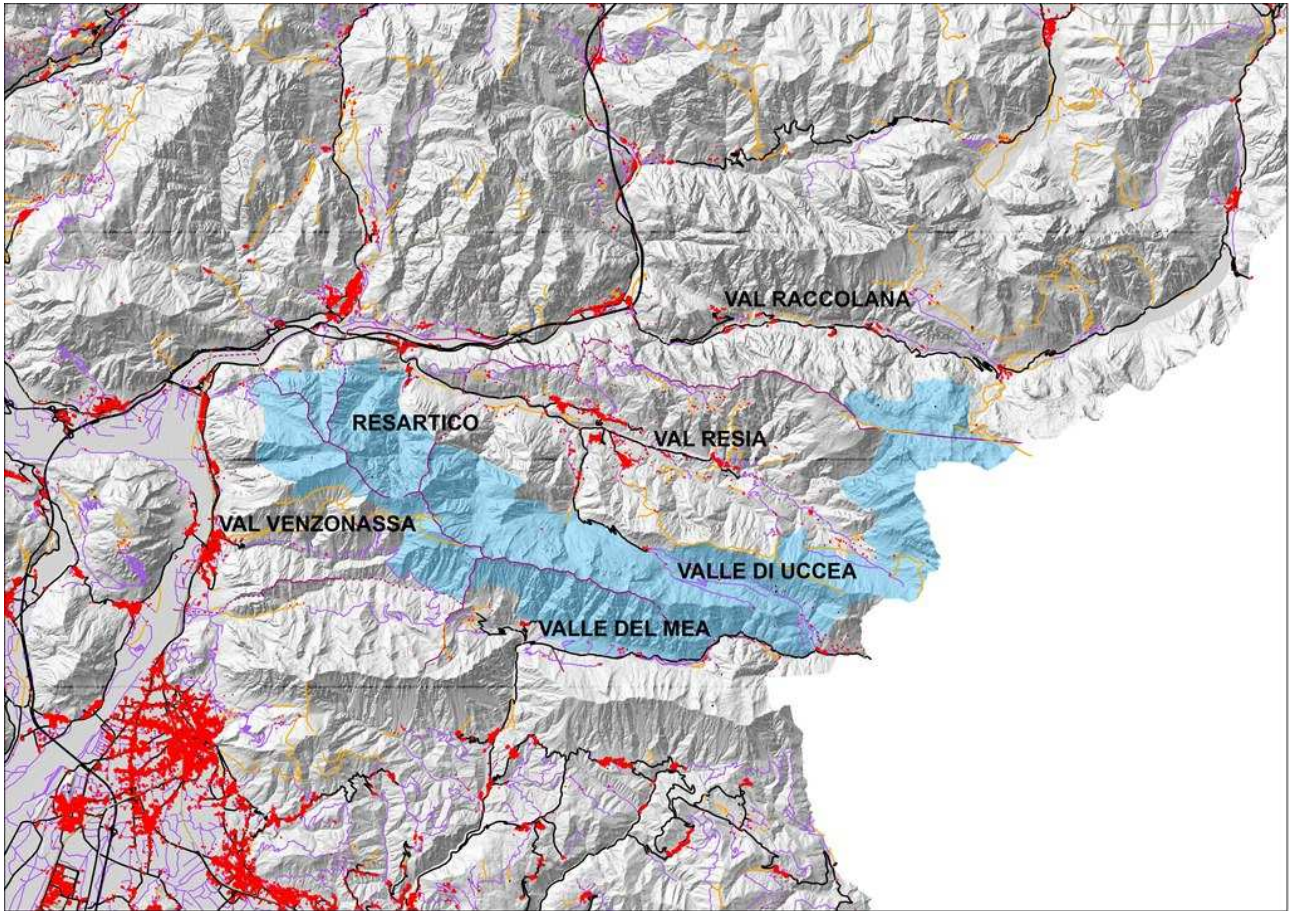 VAL RACCOLANA
RESARTICO
VAL RESIA
VAL VENZONASSA
VALLE DI UCCEA
VALLE DEL MEA